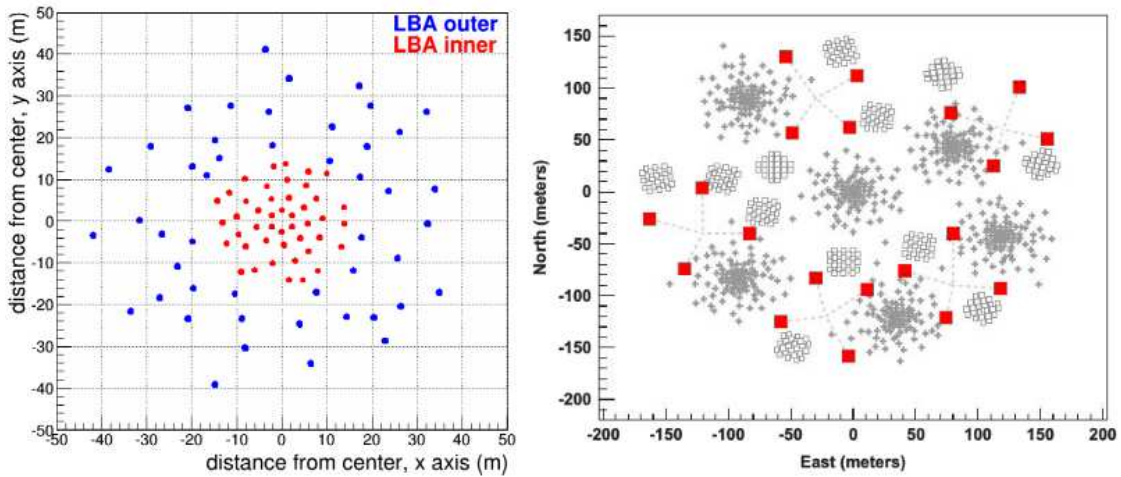 LBA outer
LBA inner
distance from center, y axis (m)
50
40
30
20
10
0
-10
-20
-30
-40
-50
-50 -40 -30 -20 -10 0 10 20 30 40 50
distance from center, x axis (m)
North (meters)
150
100
50
0
-50
-100
-150
-200
-200 -150 -100 -50 0 50 100 150 200
East (meters)